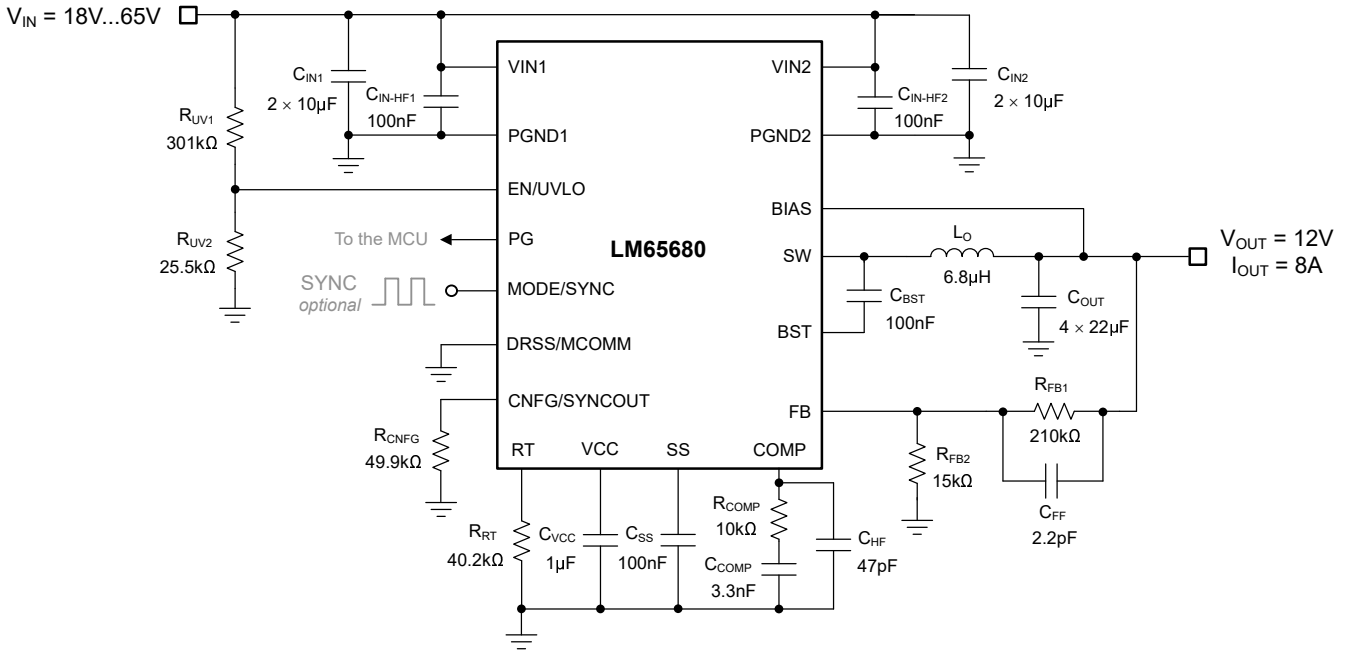 V_IN = 18V...65V
C_IN1
2 × 10µF
C_IN-HF1
100nF
VIN1
VIN2
C_IN-HF2
100nF
C_IN2
2 × 10µF
R_UV1
301kΩ
PGND1
PGND2
EN/UVLO
BIAS
R_UV2
25.5kΩ
To the MCU
PG
LM65680
SW
L_O
6.8µH
V_OUT = 12V
I_OUT = 8A
SYNC
optional
MODE/SYNC
C_BST
100nF
C_OUT
4 × 22µF
DRSS/MCOMM
BST
CNFG/SYNCOUT
FB
R_FB1
210kΩ
R_CNFG
49.9kΩ
RT
VCC
SS
COMP
R_FB2
15kΩ
C_FF
2.2pF
R_RT
40.2kΩ
C_VCC
1µF
C_SS
100nF
R_COMP
10kΩ
C_COMP
3.3nF
C_HF
47pF